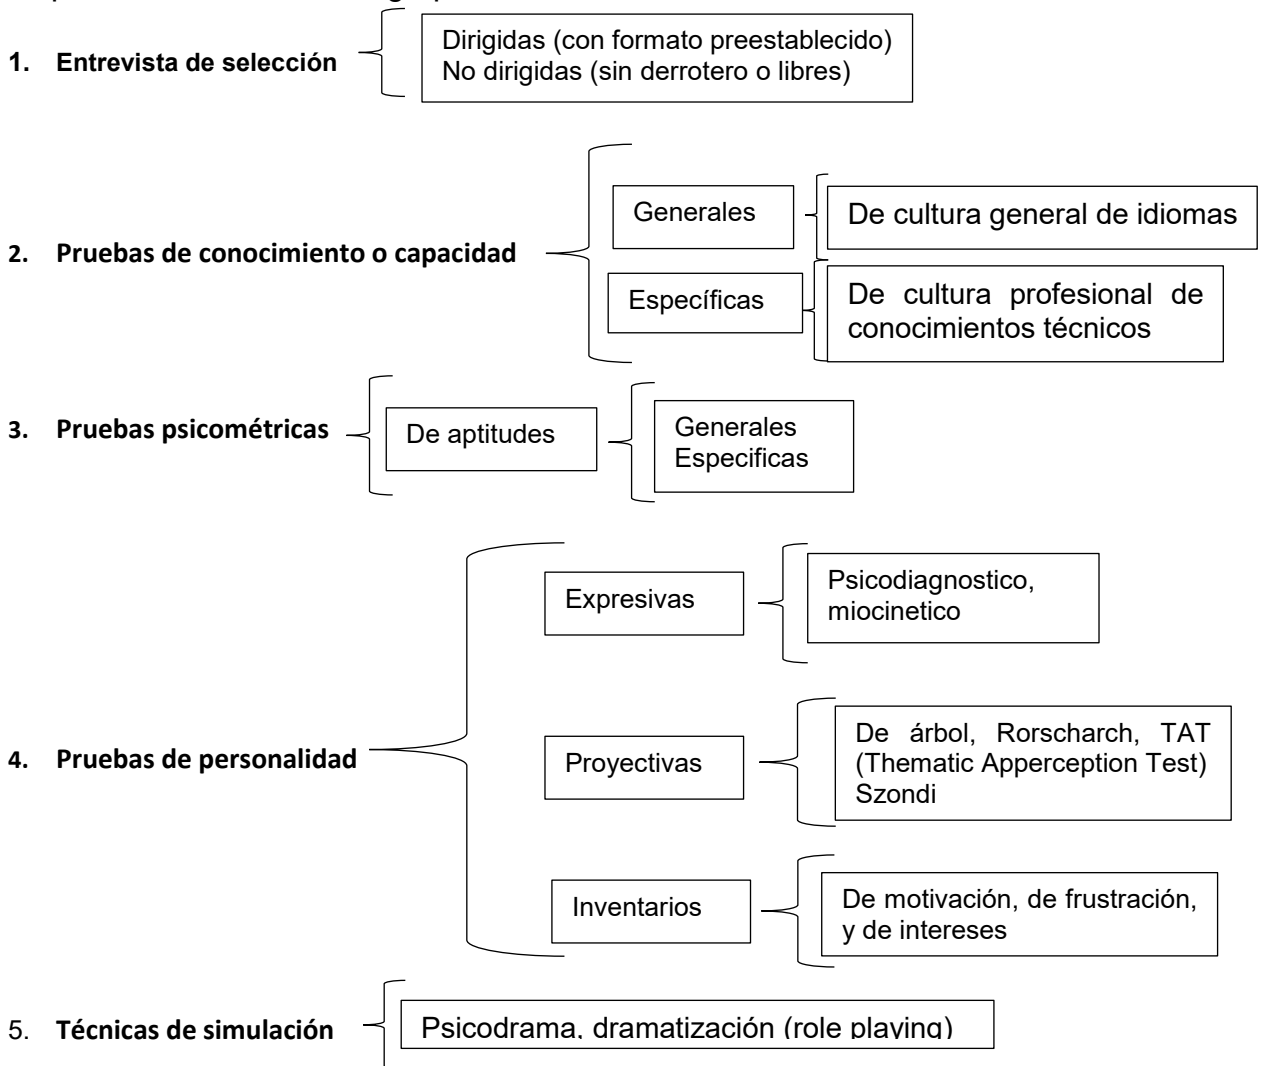 1. Entrevista de selección
Dirigidas (con formato preestablecido)
No dirigidas (sin derrotero o libres)
2. Pruebas de conocimiento o capacidad
Generales
De cultura general de idiomas
Específicas
De cultura profesional de
conocimientos técnicos
3. Pruebas psicométricas
De aptitudes
Generales
Especificas
4. Pruebas de personalidad
Expresivas
Psicodiagnostico,
miocinetico
Proyectivas
De árbol, Rorscharch, TAT
(Thematic Apperception Test)
Szondi
Inventarios
De motivación, de frustración,
y de intereses
5. Técnicas de simulación
Psicodrama, dramatización (role playing)